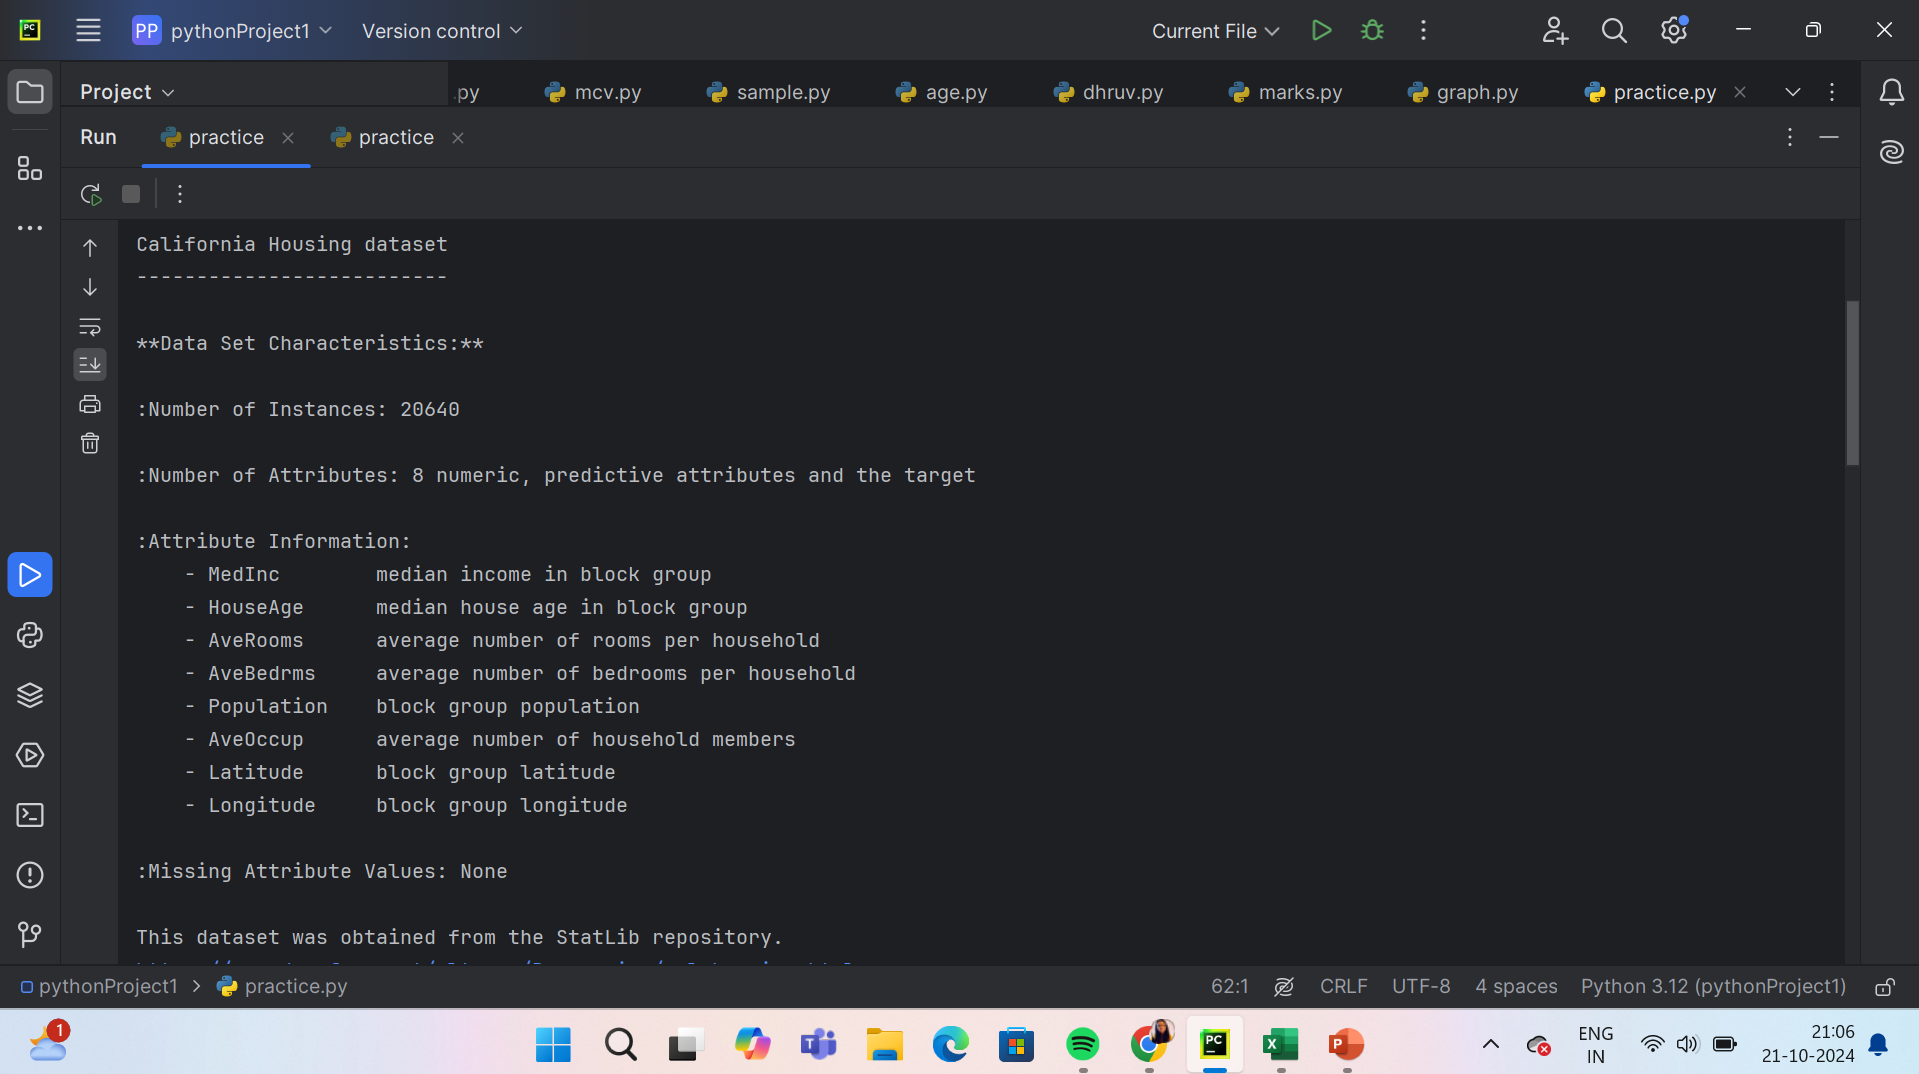 PC PP pythonProject1 Version control Current File
Project .py mcv.py sample.py age.py dhruv.py marks.py graph.py practice.py
Run practice practice
California Housing dataset
--------------------------
**Data Set Characteristics:**
:Number of Instances: 20640
:Number of Attributes: 8 numeric, predictive attributes and the target
:Attribute Information:
- MedInc median income in block group
- HouseAge median house age in block group
- AveRooms average number of rooms per household
- AveBedrms average number of bedrooms per household
- Population block group population
- AveOccup average number of household members
- Latitude block group latitude
- Longitude block group longitude
:Missing Attribute Values: None
This dataset was obtained from the StatLib repository.
pythonProject1 > practice.py 62:1 CRLF UTF-8 4 spaces Python 3.12 (pythonProject1)
1 T PC X P ENG 21:06
IN 21-10-2024